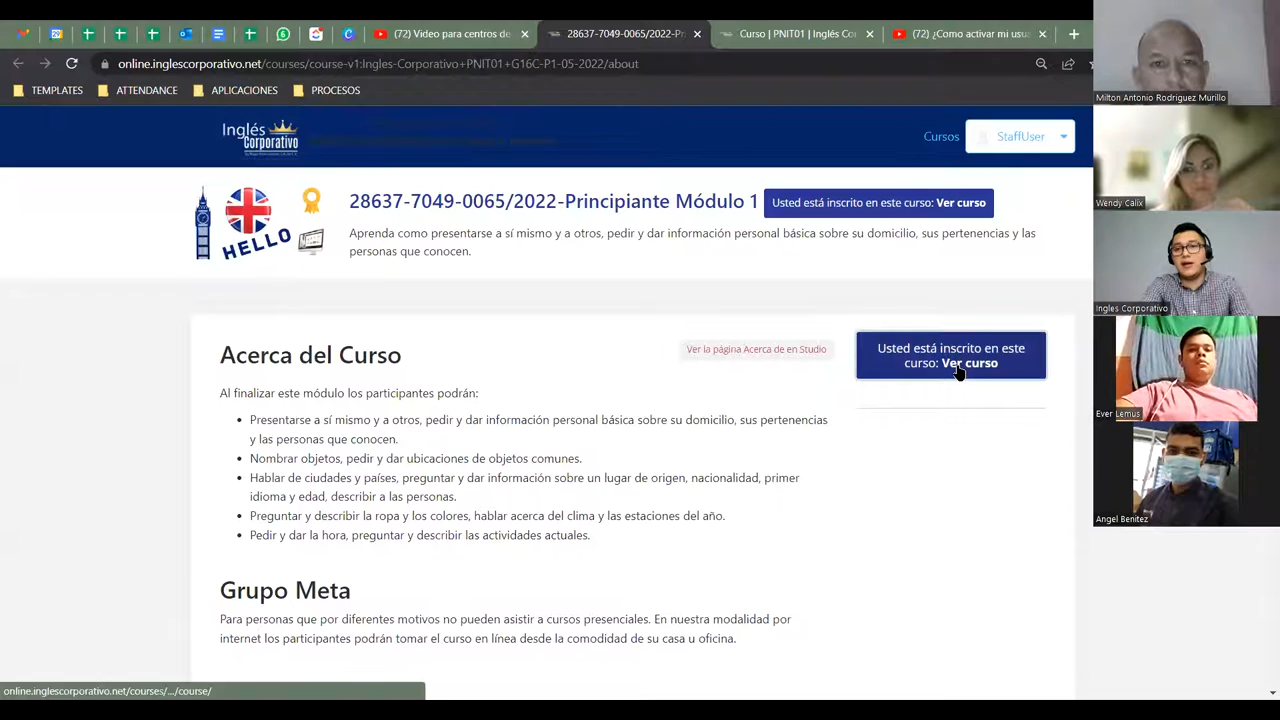 (72) Video para centros de
28637-7049-0065/2022-Pr
Curso | PNIT01 | Inglés Co
(72) ¿Como activar mi usu
online.inglescorporativo.net/courses/course-v1:Ingles-Corporativo+PNIT01+G16C-P1-05-2022/about
TEMPLATES
ATTENDANCE
APLICACIONES
PROCESOS
Inglés
Corporativo
Cursos
StaffUser
HELLO
28637-7049-0065/2022-Principiante Módulo 1
Usted está inscrito en este curso: Ver curso
Aprenda como presentarse a sí mismo y a otros, pedir y dar información personal básica sobre su domicilio, sus pertenencias y las
personas que conocen.
Acerca del Curso
Ver la página Acerca de en Studio
Usted está inscrito en este
curso: Ver curso
Al finalizar este módulo los participantes podrán:
Presentarse a sí mismo y a otros, pedir y dar información personal básica sobre su domicilio, sus pertenencias
y las personas que conocen.
Nombrar objetos, pedir y dar ubicaciones de objetos comunes.
Hablar de ciudades y países, preguntar y dar información sobre un lugar de origen, nacionalidad, primer
idioma y edad, describir a las personas.
Preguntar y describir la ropa y los colores, hablar acerca del clima y las estaciones del año.
Pedir y dar la hora, preguntar y describir las actividades actuales.
Grupo Meta
Para personas que por diferentes motivos no pueden asistir a cursos presenciales. En nuestra modalidad por
internet los participantes podrán tomar el curso en línea desde la comodidad de su casa u oficina.
online.inglescorporativo.net/courses/.../course/
Milton Antonio Rodriguez Murillo
Wendy Calix
Ingles Corporativo
Ever Lemus
Angel Benitez